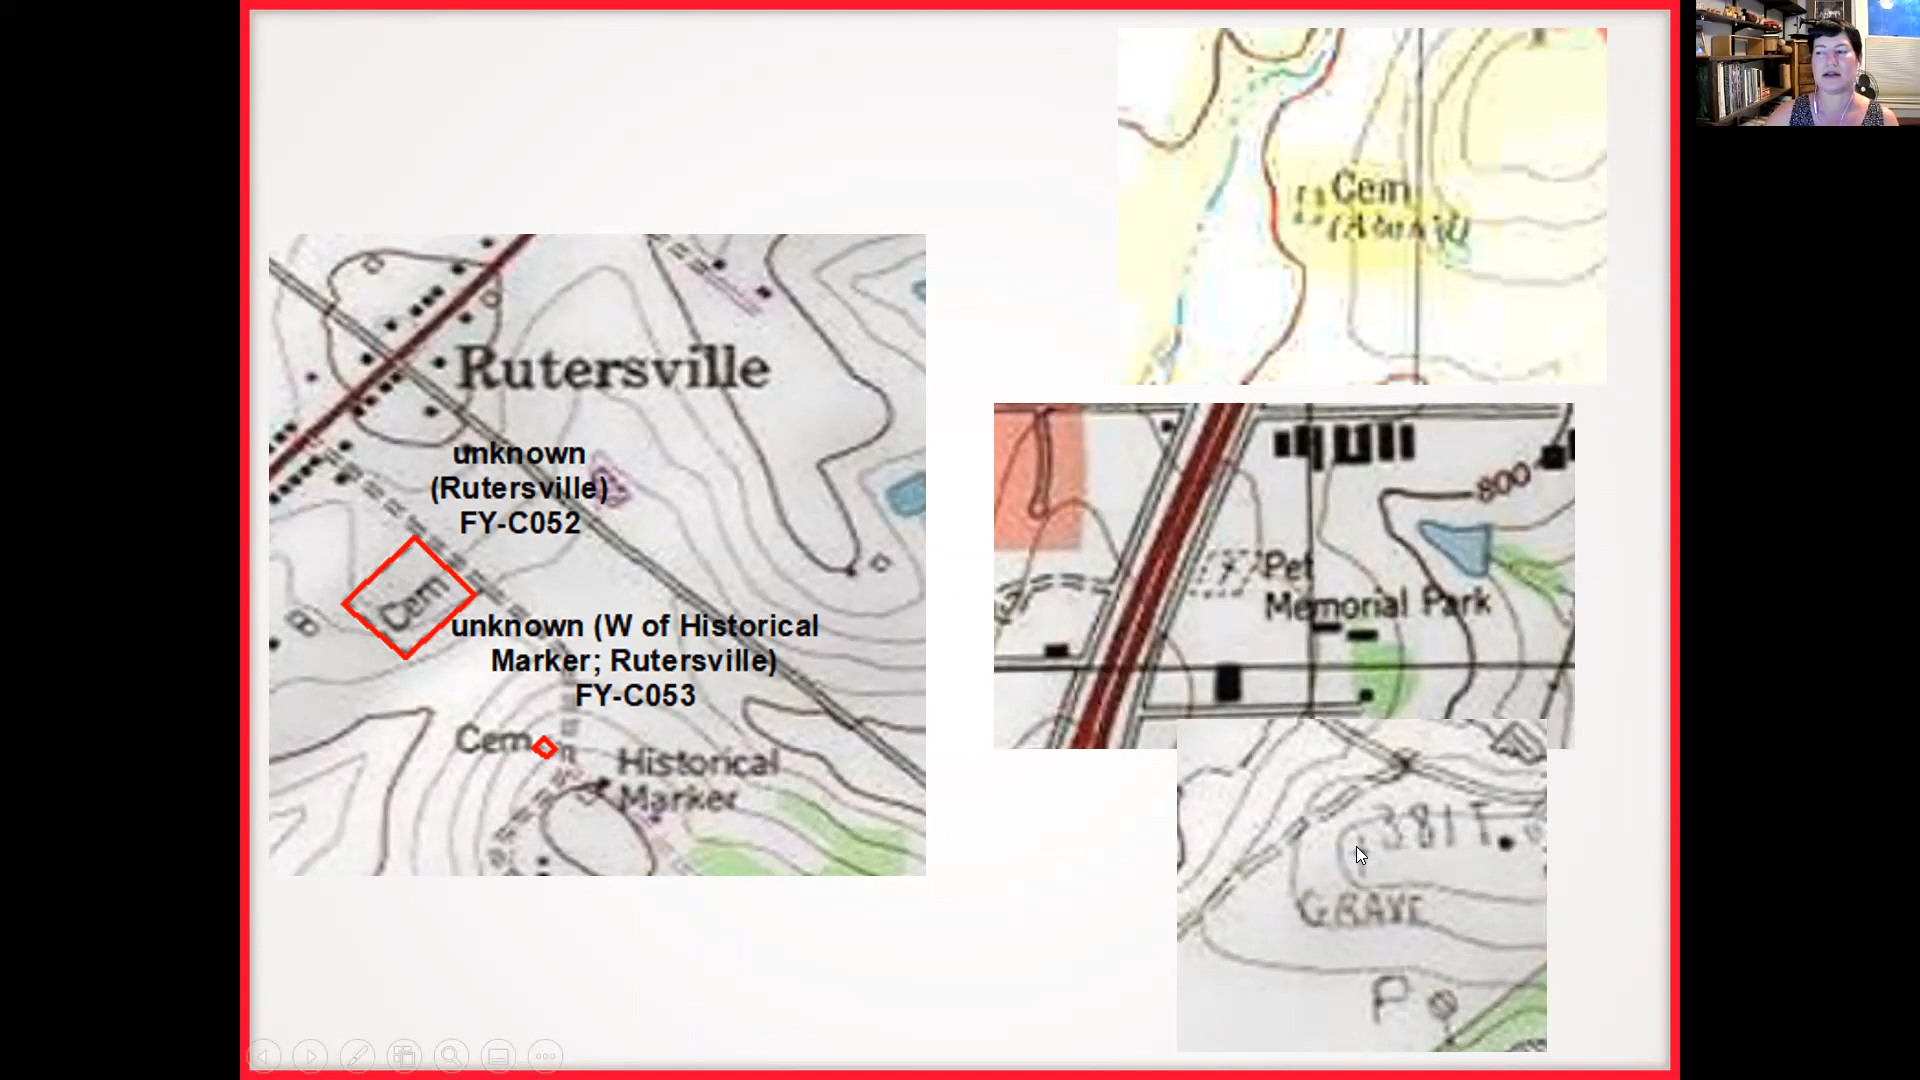 Rutersville
unknown
(Rutersville)
FY-C052
Cem
unknown (W of Historical
Marker; Rutersville)
FY-C053
Cem
Historical
Marker
Cem
800
Pet
Memorial Park
381T
GRAVE
P